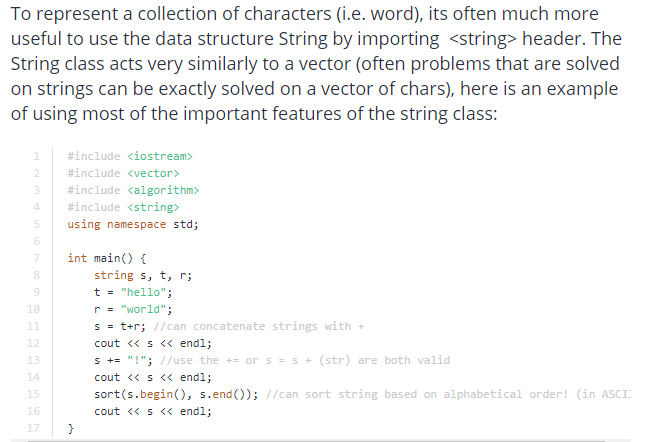 To represent a collection of characters (i.e. word), its often much more
useful to use the data structure String by importing <string> header. The
String class acts very similarly to a vector (often problems that are solved
on strings can be exactly solved on a vector of chars), here is an example
of using most of the important features of the string class:
1 #include <iostream>
2 #include <vector>
3 #include <algorithm>
4 #include <string>
5 using namespace std;
6
7 int main() {
8 string s, t, r;
9 t = "hello";
10 r = "world";
11 s = t+r; //can concatenate strings with +
12 cout << s << endl;
13 s += "!"; //use the += or s = s + (str) are both valid
14 cout << s << endl;
15 sort(s.begin(), s.end()); //can sort string based on alphabetical order! (in ASCI
16 cout << s << endl;
17 }